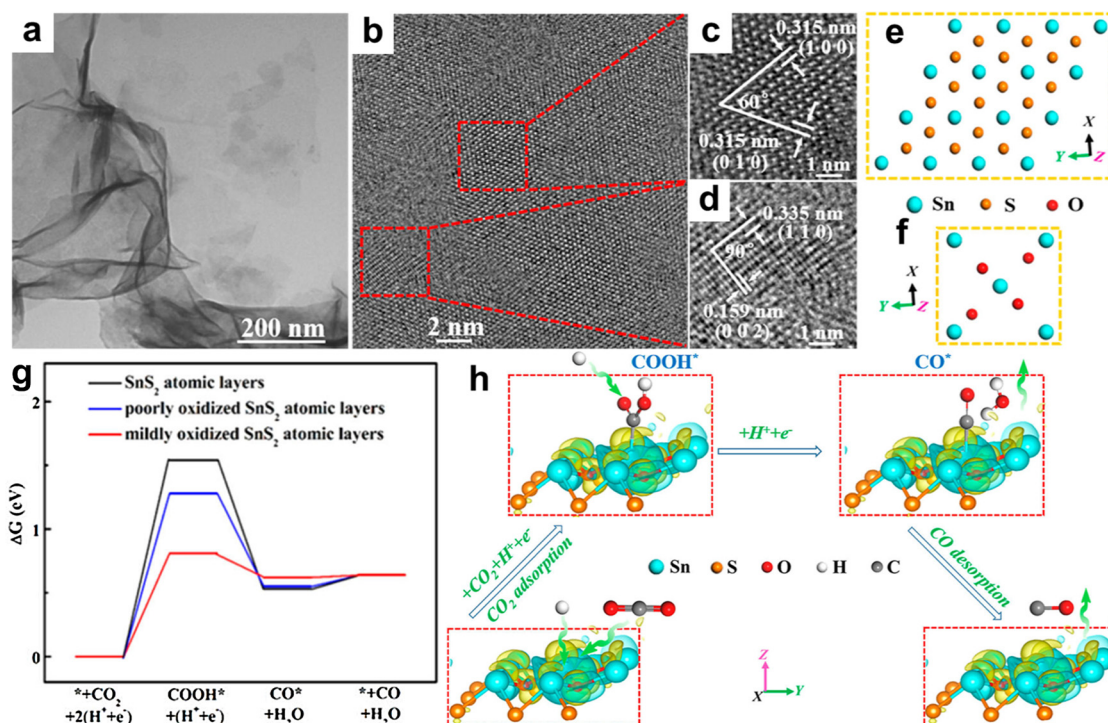 a
200 nm
b
2 nm
c
0.315 nm
(1 0 0)
60°
0.315 nm
(0 1 0)
1 nm
d
0.335 nm
(1 1 0)
90°
0.159 nm
(0 0 2)
1 nm
e
X
Y
Z
Sn S O
f
X
Y
Z
g
SnS₂ atomic layers
poorly oxidized SnS₂ atomic layers
mildly oxidized SnS₂ atomic layers
ΔG (eV)
2
1
0
*+CO₂
+2(H⁺+e⁻)
COOH*
+(H⁺+e⁻)
CO*
+H₂O
*+CO
+H₂O
h
COOH*
CO*
+H⁺+e⁻
+CO₂+H⁺+e⁻
CO₂ adsorption
CO desorption
Sn S O H C
Z
X
Y